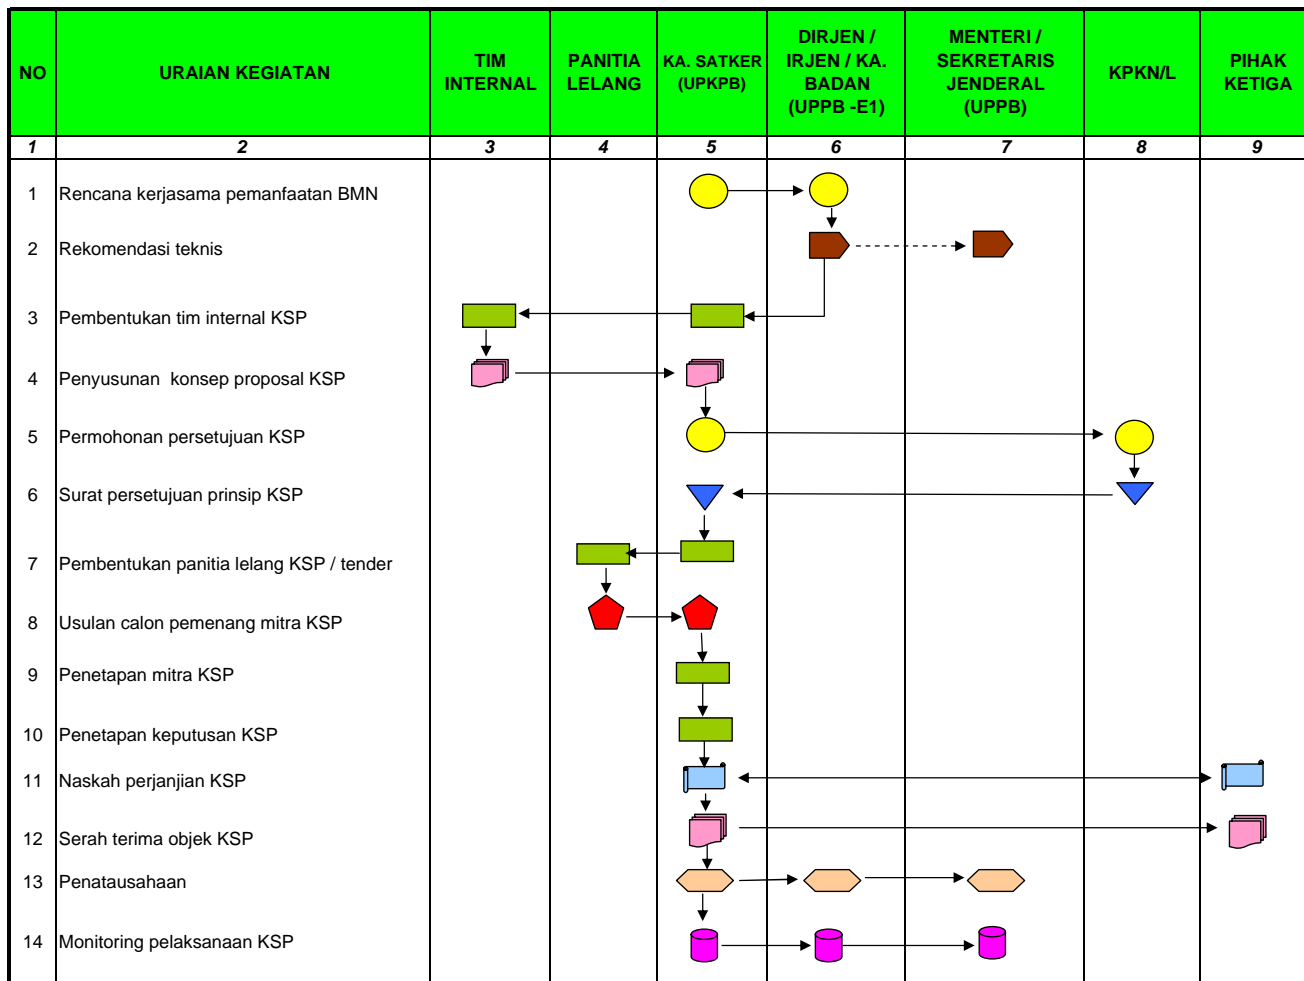 NO
URAIAN KEGIATAN
TIM
INTERNAL
PANITIA
LELANG
KA. SATKER
(UPKPB)
DIRJEN /
IRJEN / KA.
BADAN
(UPPB -E1)
MENTERI /
SEKRETARIS
JENDERAL
(UPPB)
KPKN/L
PIHAK
KETIGA
1 2 3 4 5 6 7 8 9
1 Rencana kerjasama pemanfaatan BMN
2 Rekomendasi teknis
3 Pembentukan tim internal KSP
4 Penyusunan konsep proposal KSP
5 Permohonan persetujuan KSP
6 Surat persetujuan prinsip KSP
7 Pembentukan panitia lelang KSP / tender
8 Usulan calon pemenang mitra KSP
9 Penetapan mitra KSP
10 Penetapan keputusan KSP
11 Naskah perjanjian KSP
12 Serah terima objek KSP
13 Penatausahaan
14 Monitoring pelaksanaan KSP